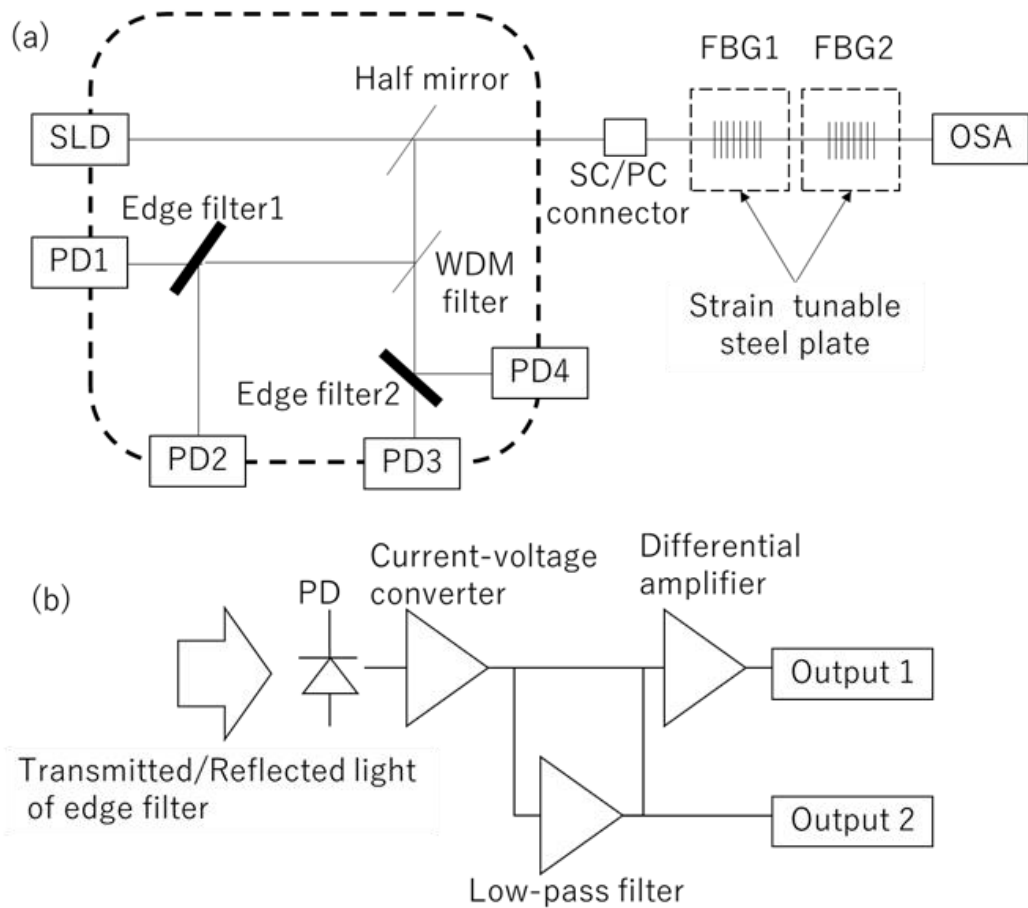 (a)
FBG1
FBG2
Half mirror
SLD
OSA
SC/PC
connector
Edge filter1
PD1
WDM
filter
Strain tunable
steel plate
Edge filter2
PD4
PD2
PD3
(b)
Current-voltage
converter
Differential
amplifier
PD
Output 1
Transmitted/Reflected light
of edge filter
Output 2
Low-pass filter